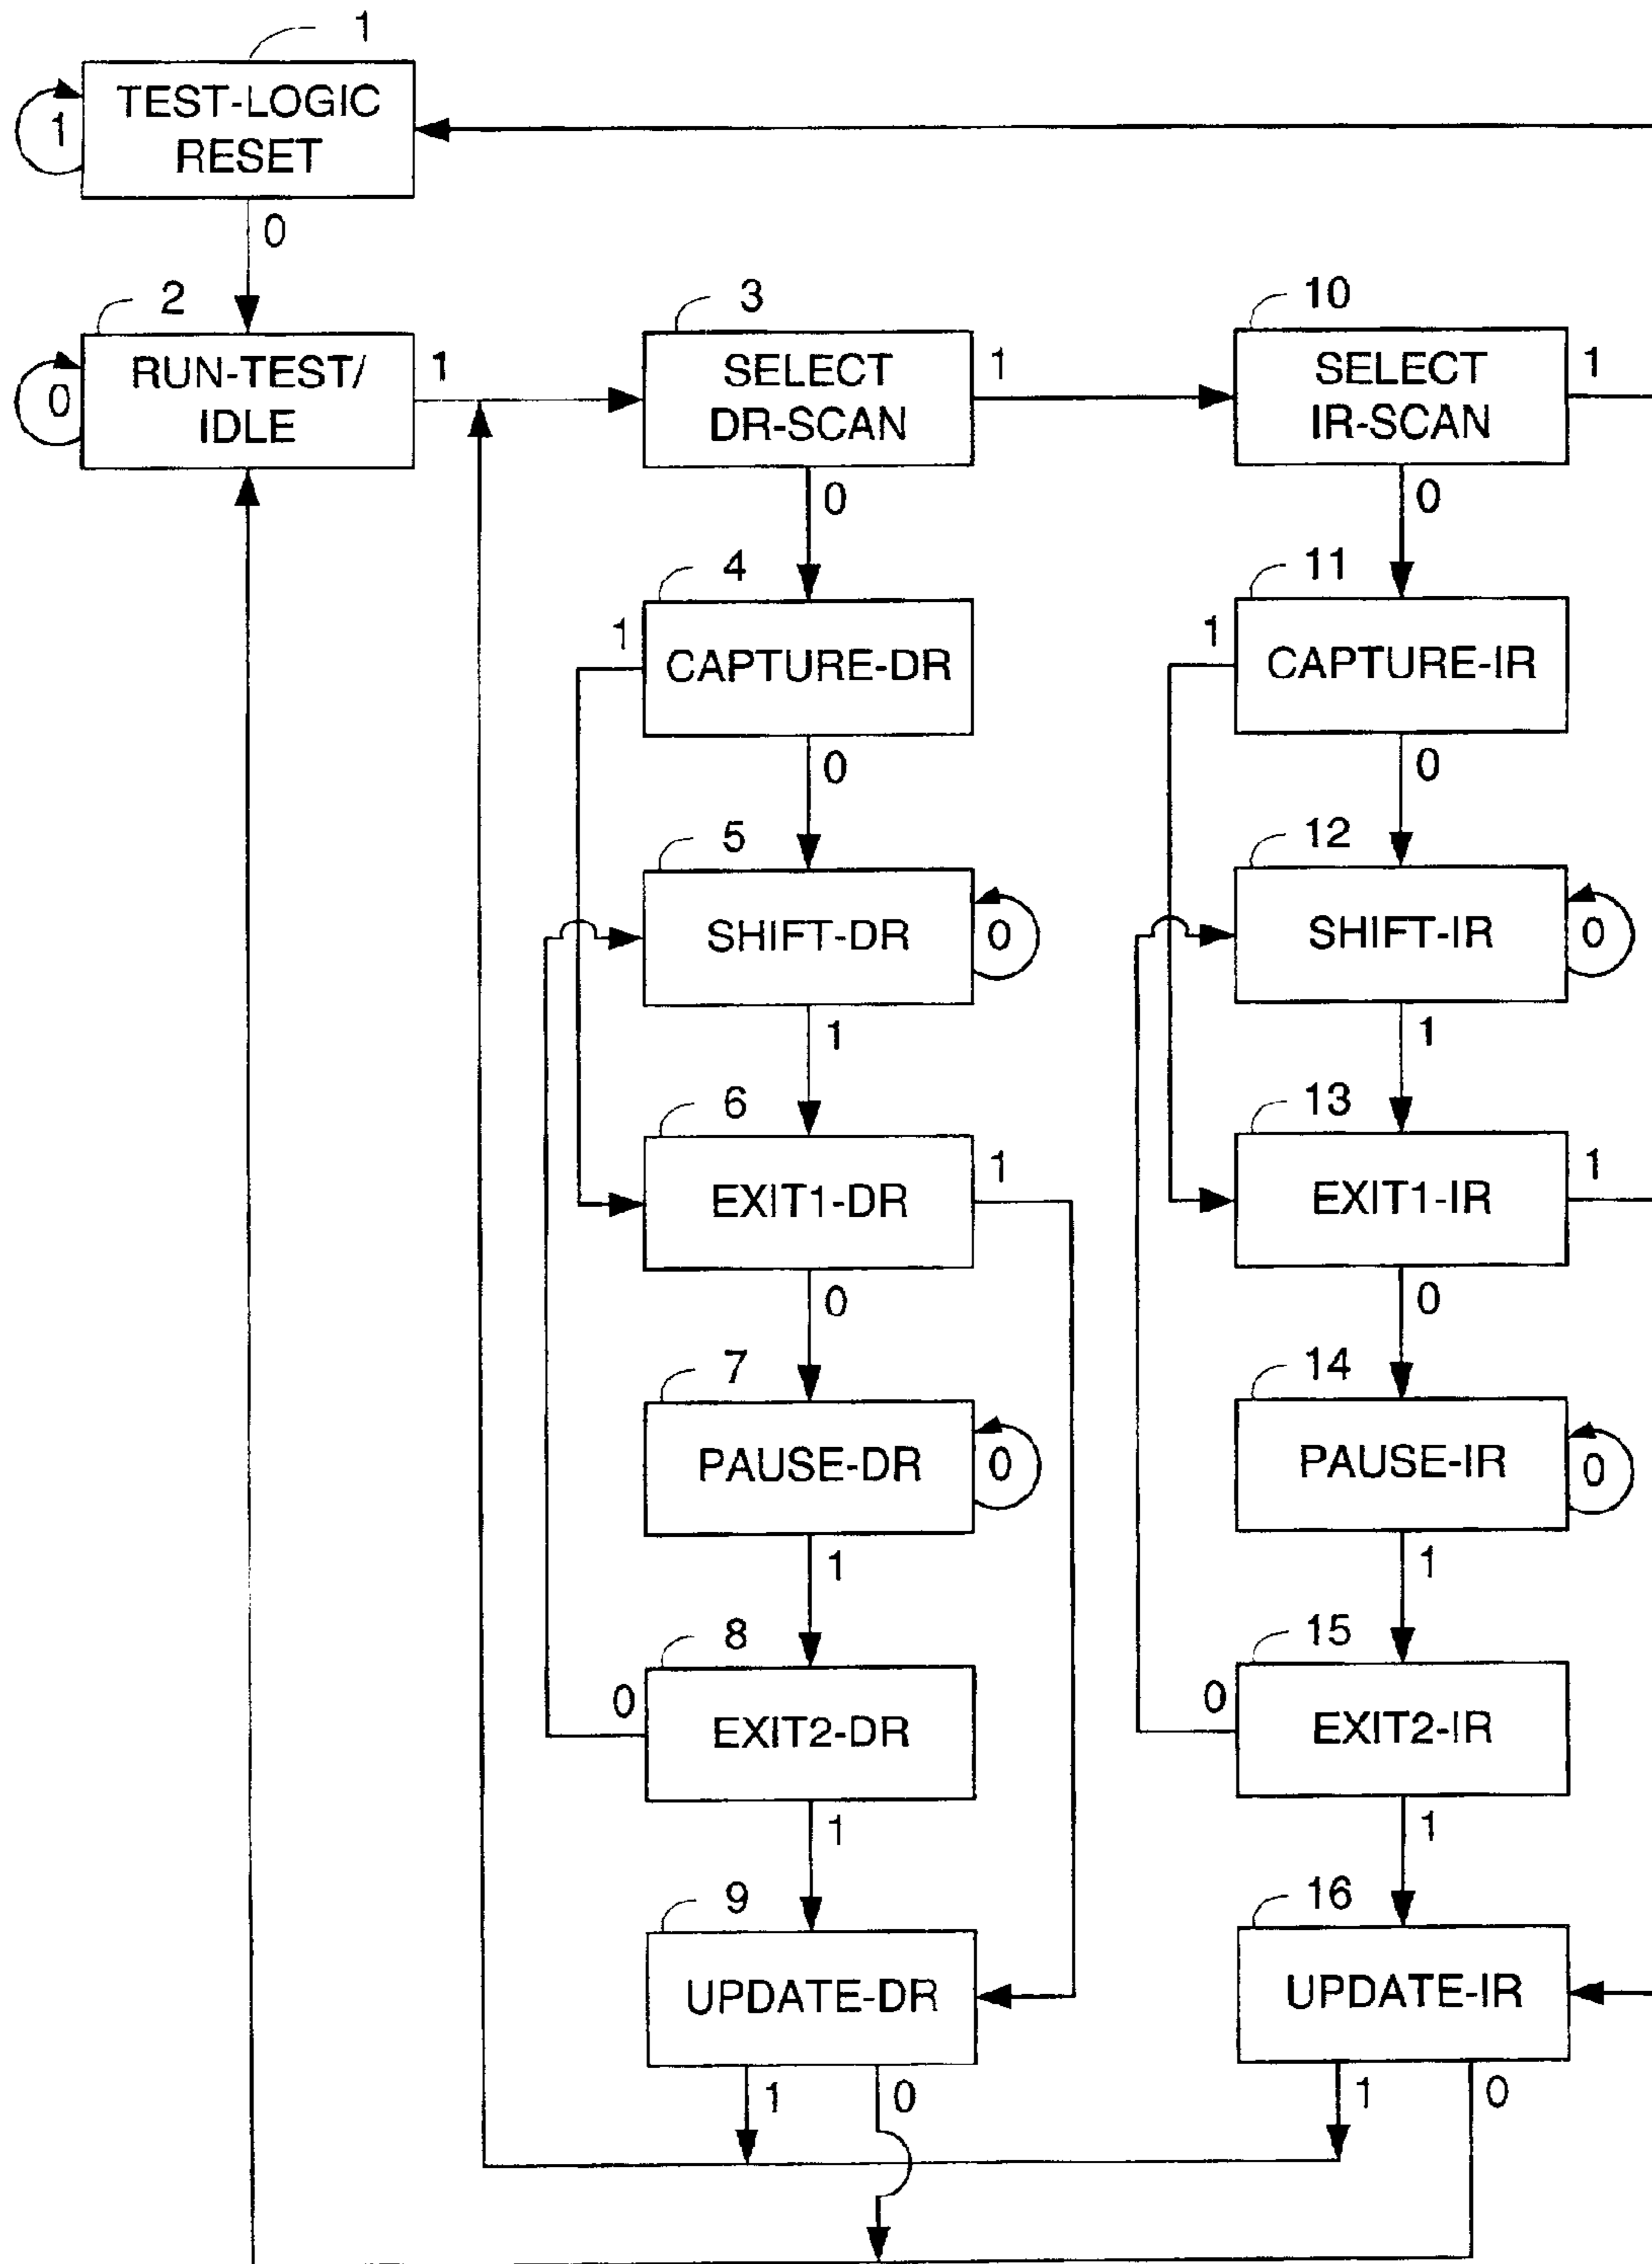 1
TEST-LOGIC
RESET
1
0
2
RUN-TEST/
IDLE
0
1
3
SELECT
DR-SCAN
1
0
10
SELECT
IR-SCAN
1
0
4
CAPTURE-DR
1
0
11
CAPTURE-IR
1
0
5
SHIFT-DR
0
1
12
SHIFT-IR
0
1
6
EXIT1-DR
1
0
13
EXIT1-IR
1
0
7
PAUSE-DR
0
1
14
PAUSE-IR
0
1
8
EXIT2-DR
0
1
15
EXIT2-IR
0
1
9
UPDATE-DR
1
0
16
UPDATE-IR
1
0